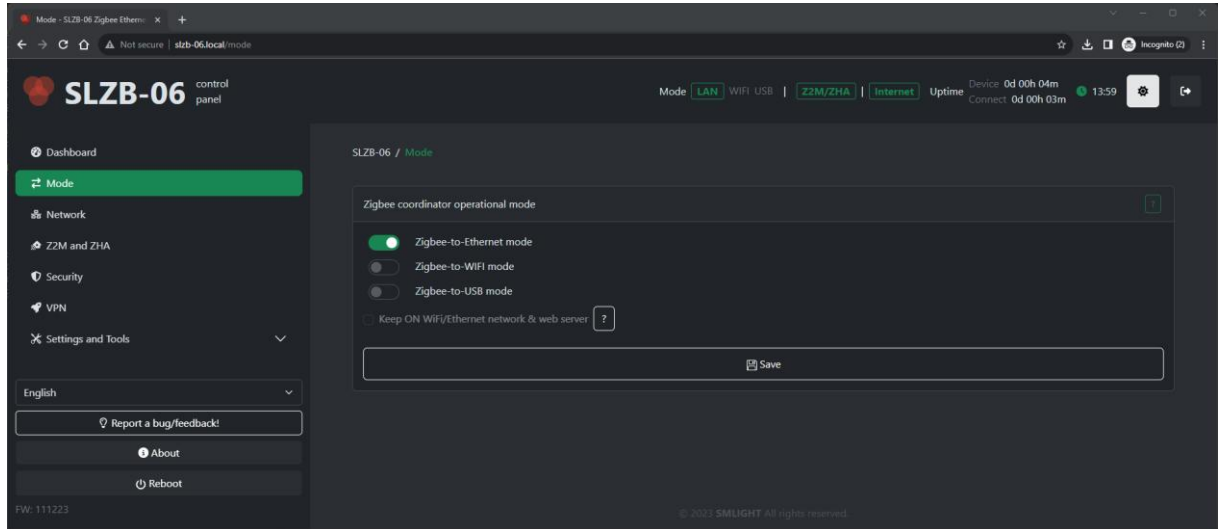 Mode - SLZB-06 Zigbee Etherne
Not secure | slzb-06.local/mode
Incognito (2)
SLZB-06 control panel
Mode LAN WIFI USB | Z2M/ZHA | Internet Uptime Device 0d 00h 04m Connect 0d 00h 03m 13:59
Dashboard
Mode
Network
Z2M and ZHA
Security
VPN
Settings and Tools
English
Report a bug/feedback!
About
Reboot
FW: 111223
SLZB-06 / Mode
Zigbee coordinator operational mode ?
Zigbee-to-Ethernet mode
Zigbee-to-WIFI mode
Zigbee-to-USB mode
Keep ON WiFi/Ethernet network & web server ?
Save
© 2023 SMLIGHT All rights reserved.